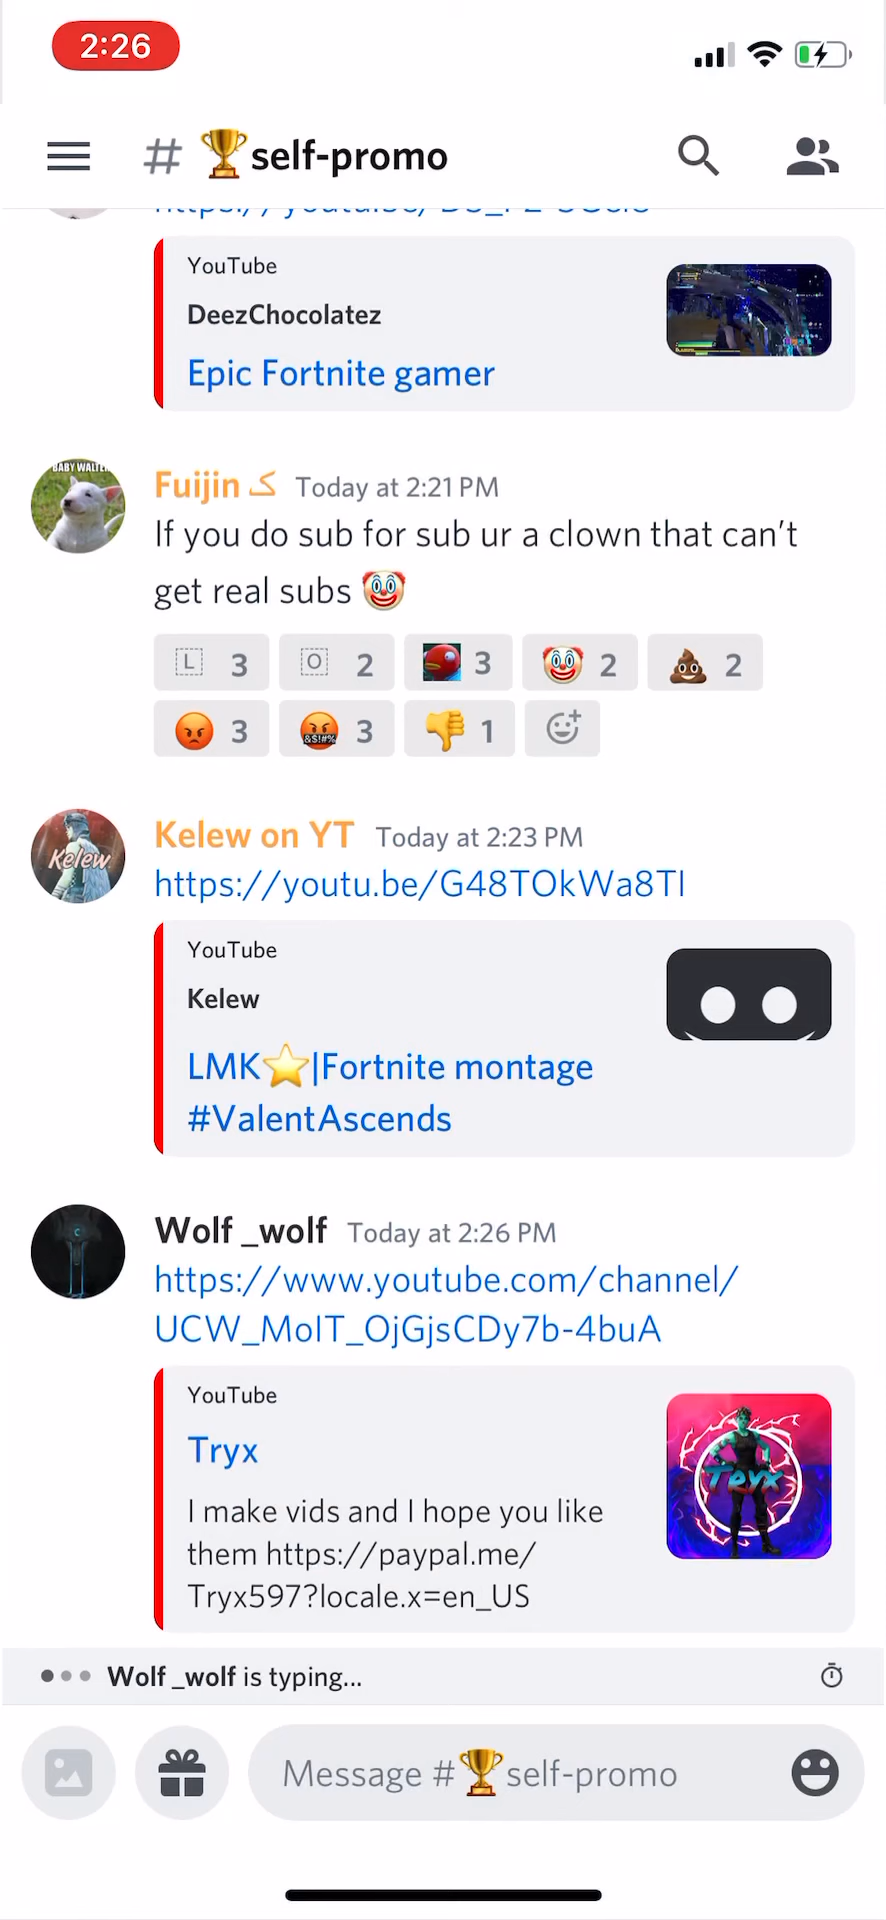 2:26
# 🏆self-promo
YouTube
DeezChocolatez
Epic Fortnite gamer
BABY WALTER
Fuijin ک Today at 2:21 PM
If you do sub for sub ur a clown that can't
get real subs 🤡
L 3 O 2 3 🤡 2 💩 2
😡 3 🤬 3 👎 1
Kelew
Kelew on YT Today at 2:23 PM
https://youtu.be/G48TOkWa8TI
YouTube
Kelew
LMK⭐|Fortnite montage
#ValentAscends
Wolf _wolf Today at 2:26 PM
https://www.youtube.com/channel/
UCW_MoIT_OjGjsCDy7b-4buA
YouTube
Tryx
TRYX
I make vids and I hope you like
them https://paypal.me/
Tryx597?locale.x=en_US
Wolf _wolf is typing...
Message #🏆self-promo